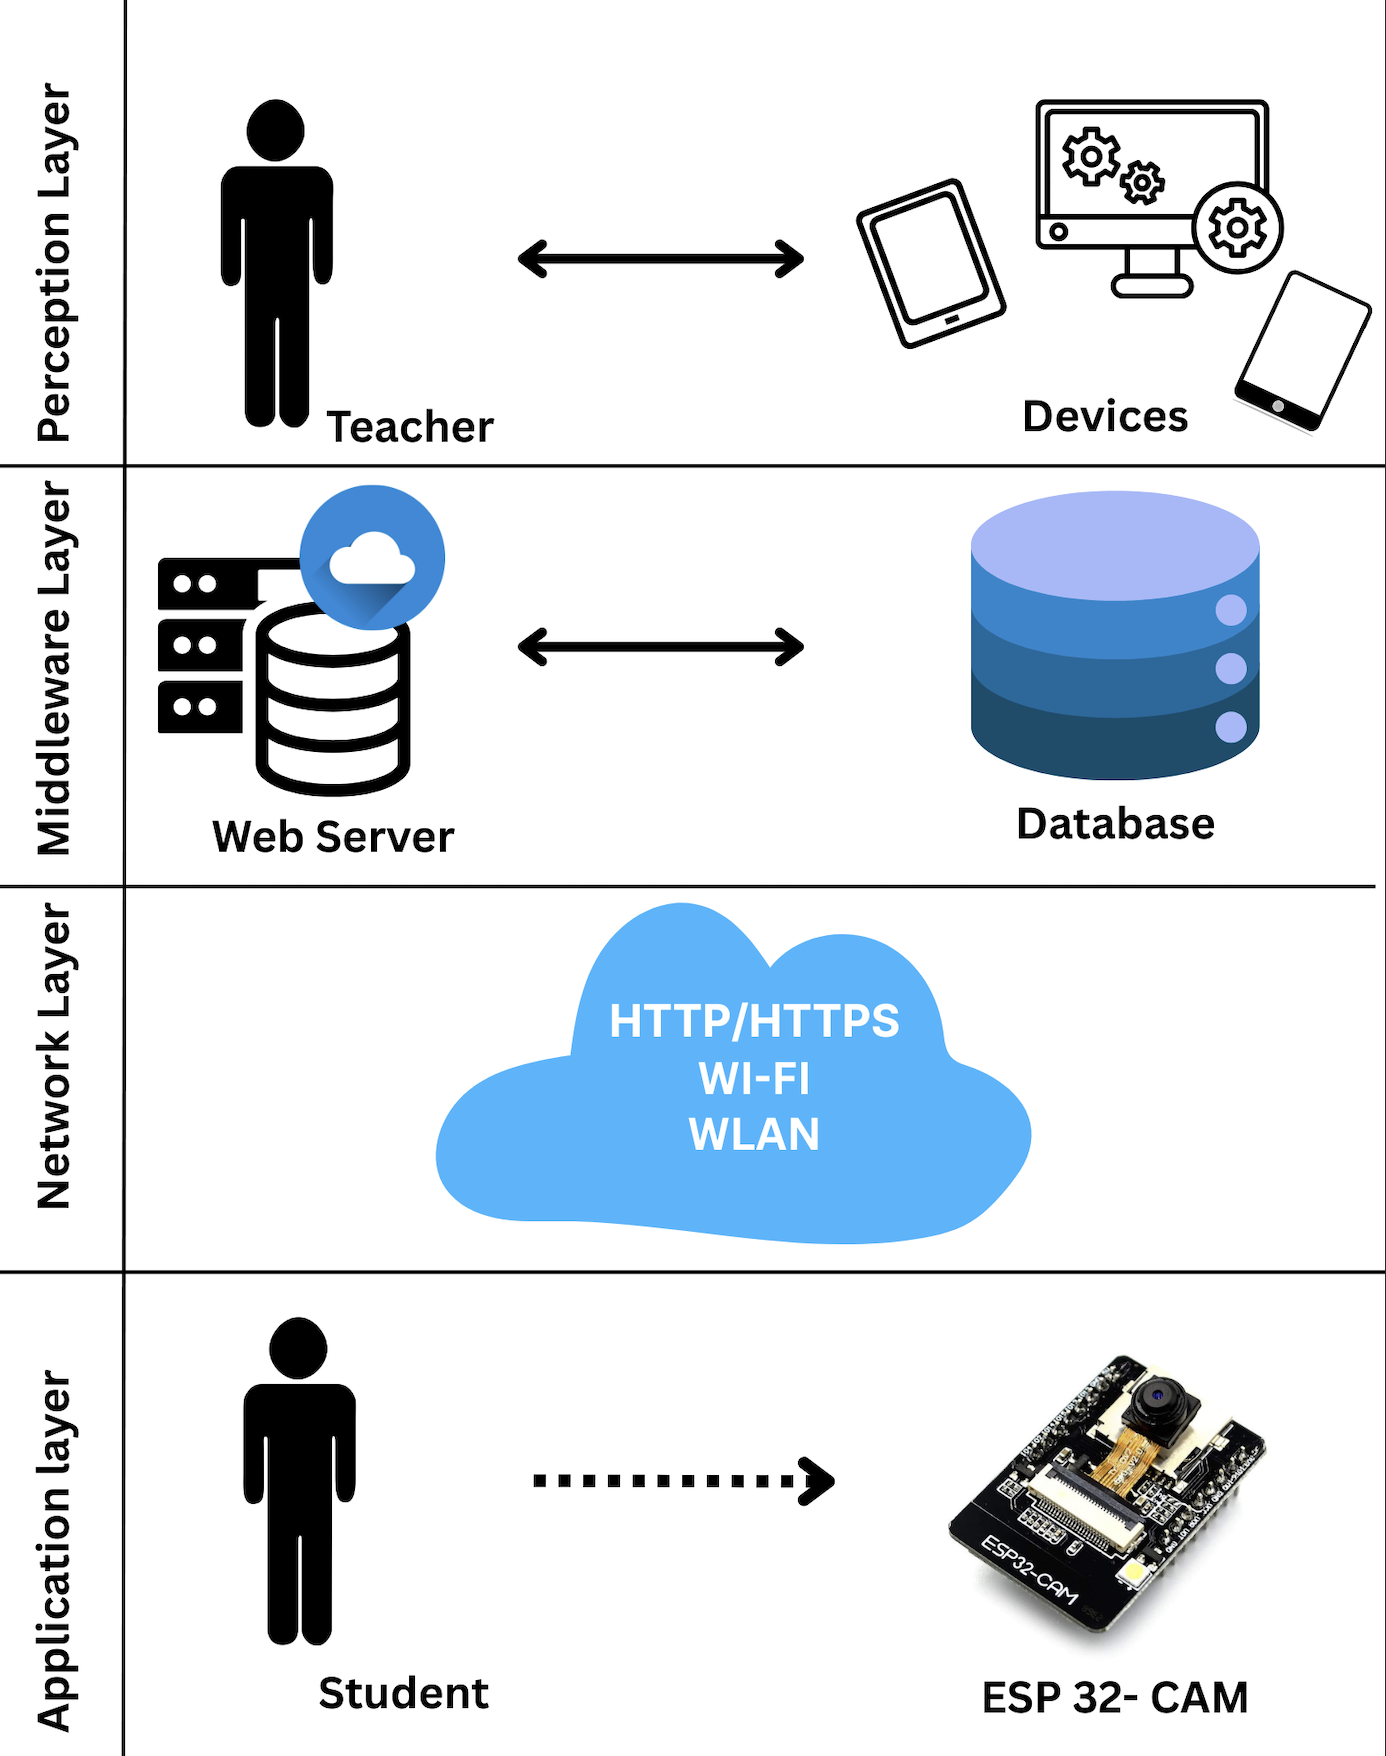 Perception Layer
Teacher
Devices
Middleware Layer
Web Server
Database
Network Layer
HTTP/HTTPS
WI-FI
WLAN
Application layer
Student
ESP32-CAM
ESP 32- CAM